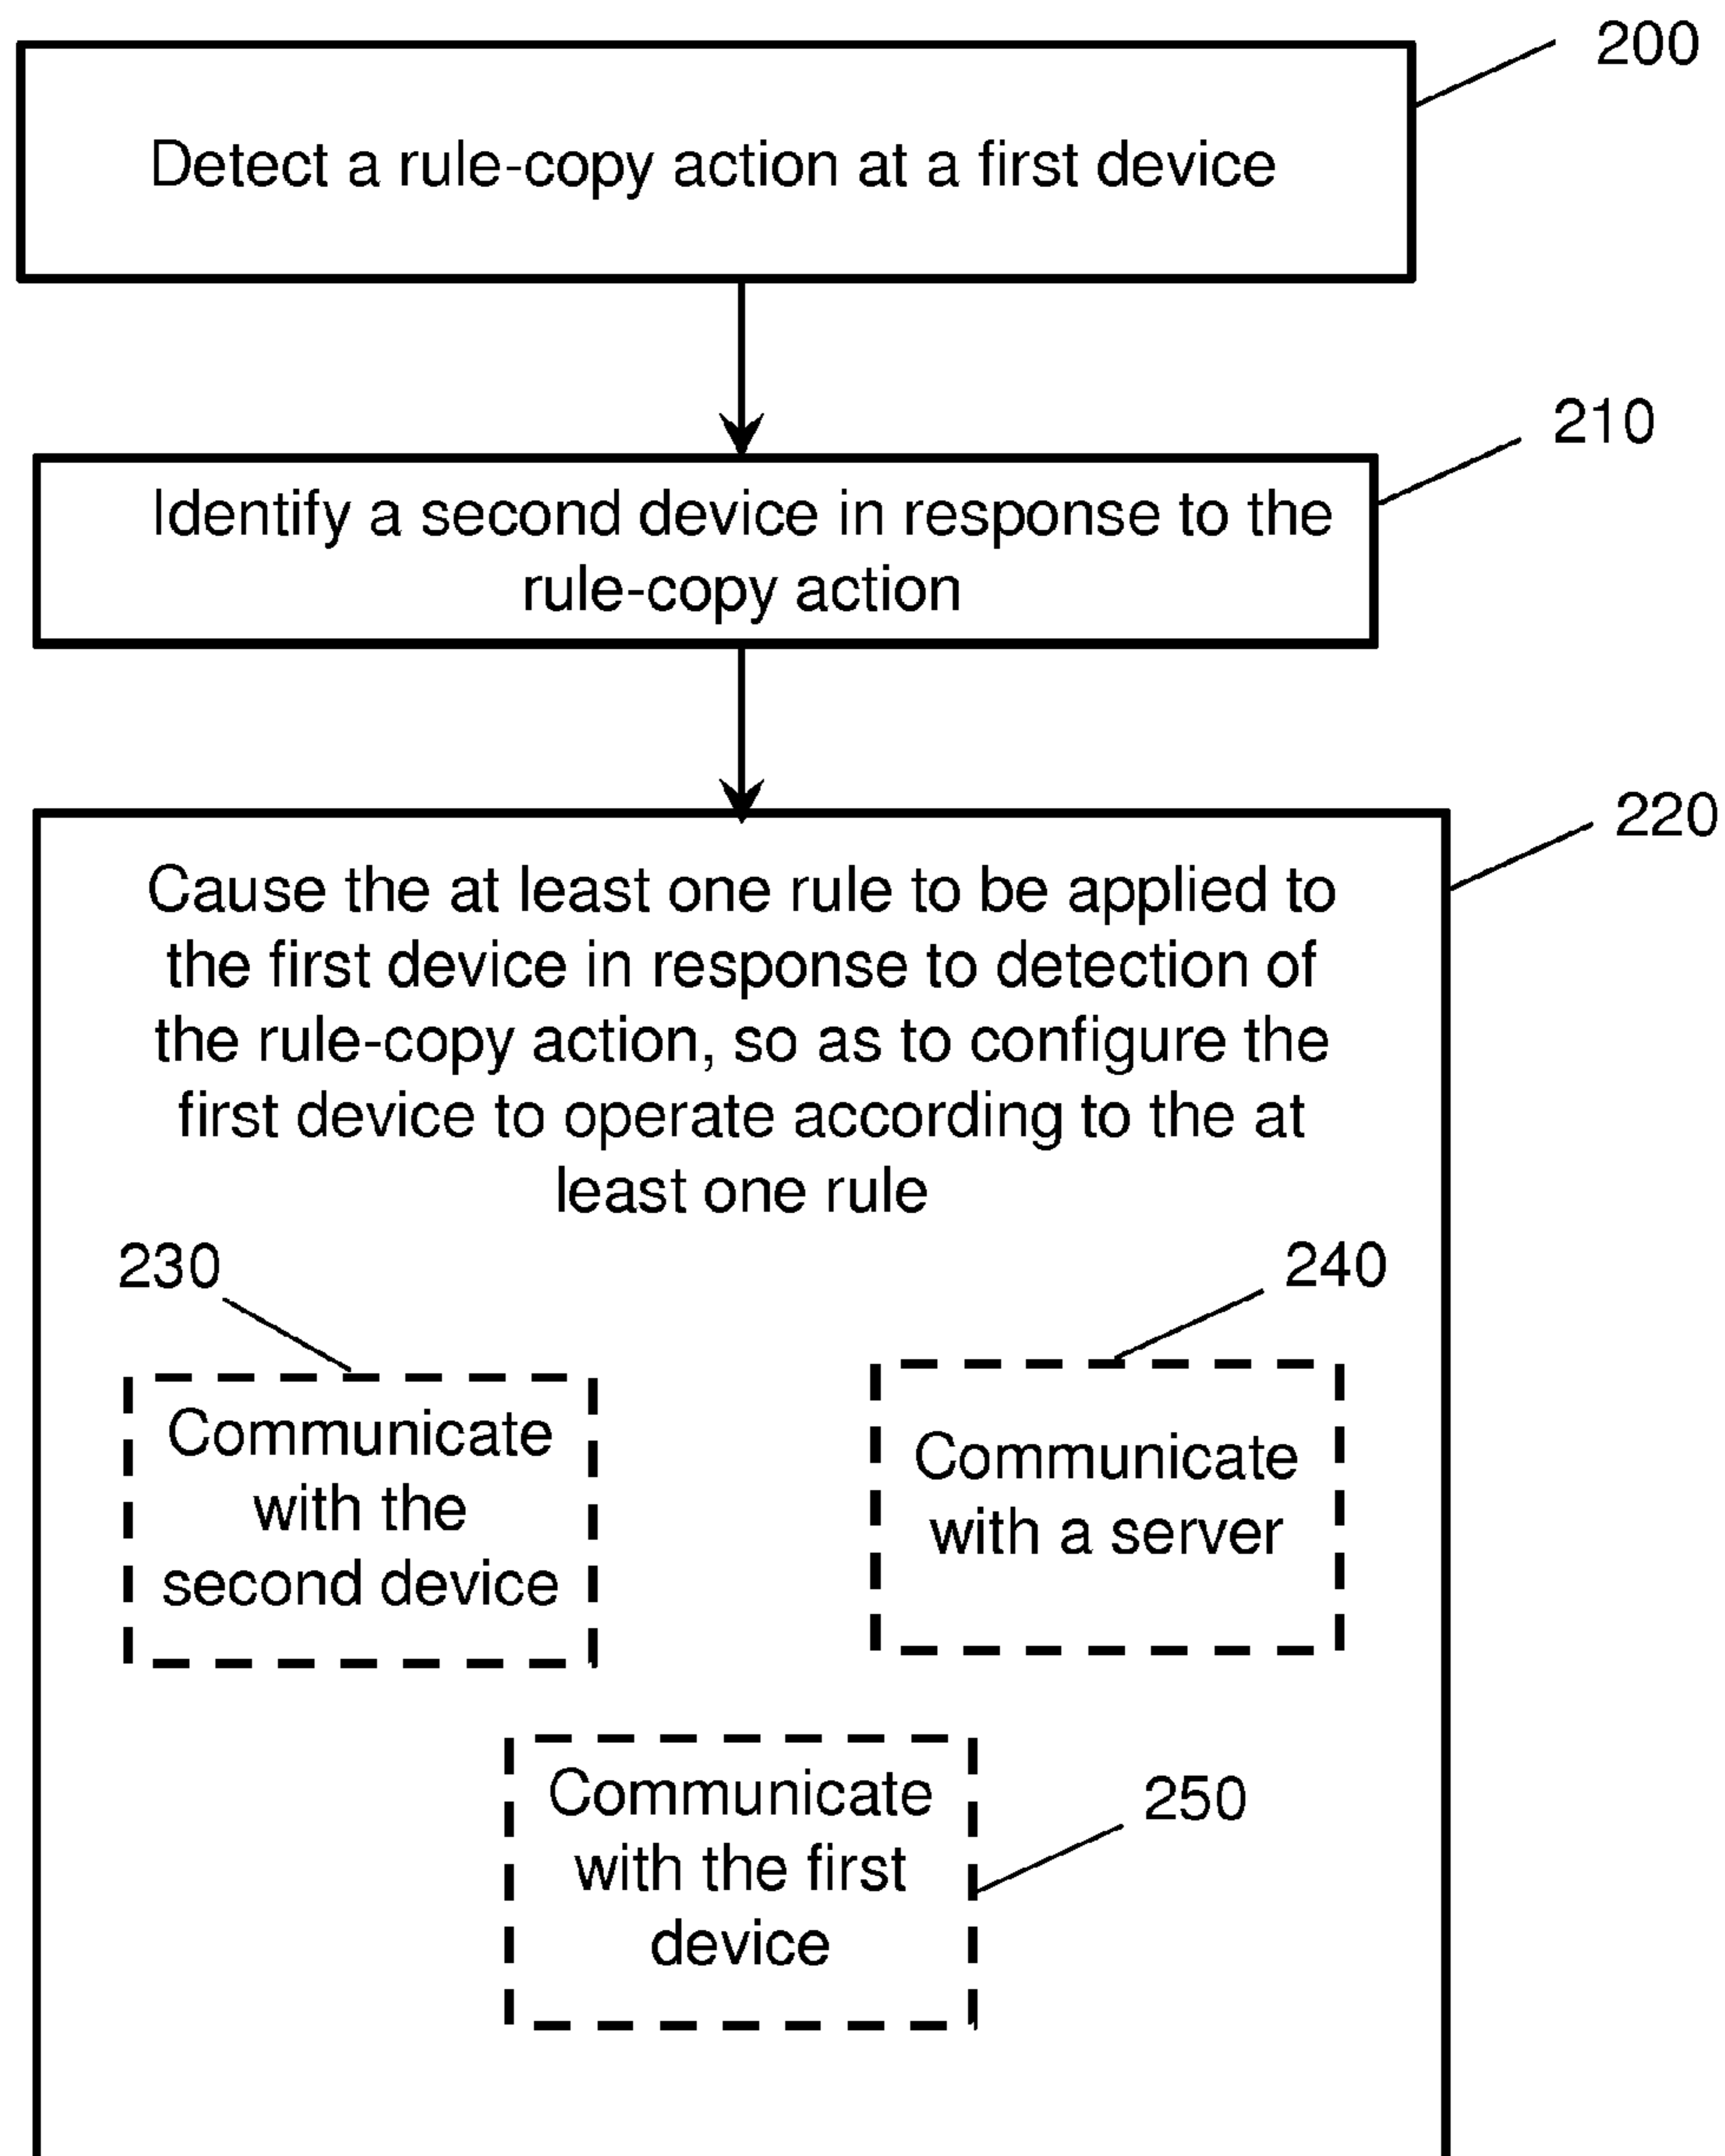 200
Detect a rule-copy action at a first device
210
Identify a second device in response to the
rule-copy action
220
Cause the at least one rule to be applied to
the first device in response to detection of
the rule-copy action, so as to configure the
first device to operate according to the at
least one rule
230
240
Communicate
with the
second device
Communicate
with a server
Communicate
with the first
device
250